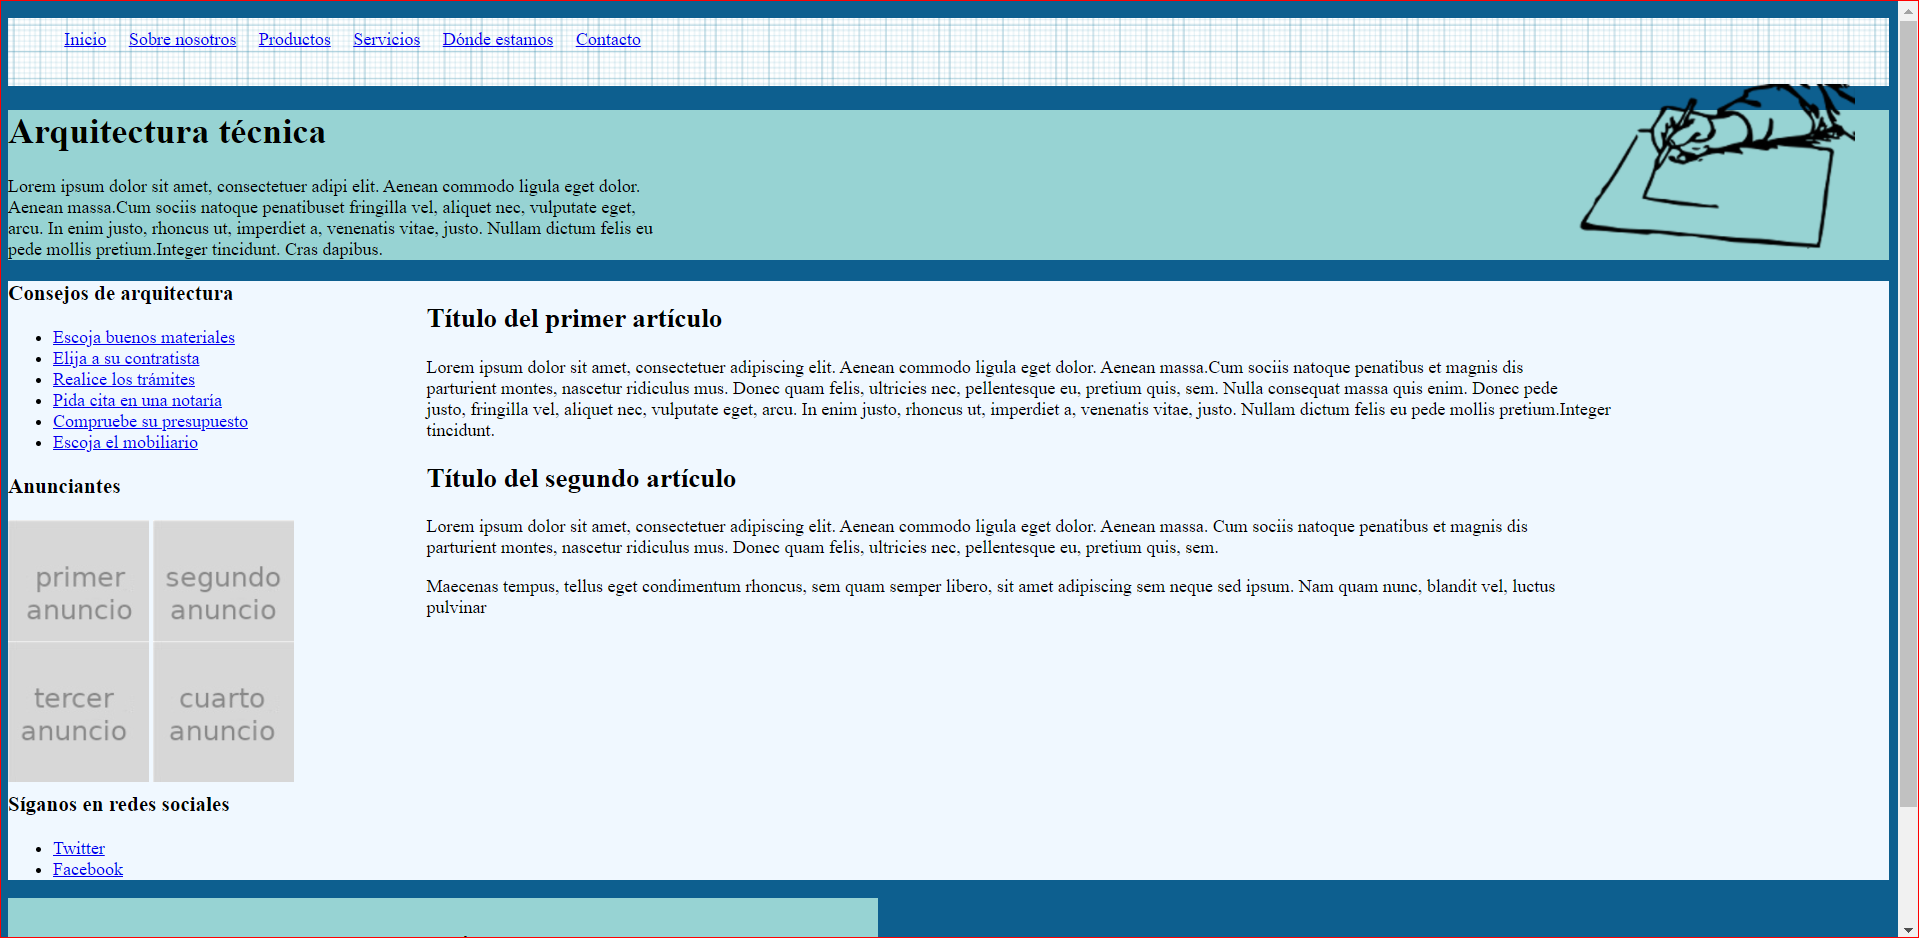 Inicio Sobre nosotros Productos Servicios Dónde estamos Contacto
Arquitectura técnica
Lorem ipsum dolor sit amet, consectetuer adipi elit. Aenean commodo ligula eget dolor.
Aenean massa.Cum sociis natoque penatibuset fringilla vel, aliquet nec, vulputate eget,
arcu. In enim justo, rhoncus ut, imperdiet a, venenatis vitae, justo. Nullam dictum felis eu
pede mollis pretium.Integer tincidunt. Cras dapibus.
Consejos de arquitectura
Escoja buenos materiales
Elija a su contratista
Realice los trámites
Pida cita en una notaría
Compruebe su presupuesto
Escoja el mobiliario
Anunciantes
primer
anuncio
segundo
anuncio
tercer
anuncio
cuarto
anuncio
Síganos en redes sociales
Twitter
Facebook
Título del primer artículo
Lorem ipsum dolor sit amet, consectetuer adipiscing elit. Aenean commodo ligula eget dolor. Aenean massa.Cum sociis natoque penatibus et magnis dis
parturient montes, nascetur ridiculus mus. Donec quam felis, ultricies nec, pellentesque eu, pretium quis, sem. Nulla consequat massa quis enim. Donec pede
justo, fringilla vel, aliquet nec, vulputate eget, arcu. In enim justo, rhoncus ut, imperdiet a, venenatis vitae, justo. Nullam dictum felis eu pede mollis pretium.Integer
tincidunt.
Título del segundo artículo
Lorem ipsum dolor sit amet, consectetuer adipiscing elit. Aenean commodo ligula eget dolor. Aenean massa. Cum sociis natoque penatibus et magnis dis
parturient montes, nascetur ridiculus mus. Donec quam felis, ultricies nec, pellentesque eu, pretium quis, sem.
Maecenas tempus, tellus eget condimentum rhoncus, sem quam semper libero, sit amet adipiscing sem neque sed ipsum. Nam quam nunc, blandit vel, luctus
pulvinar